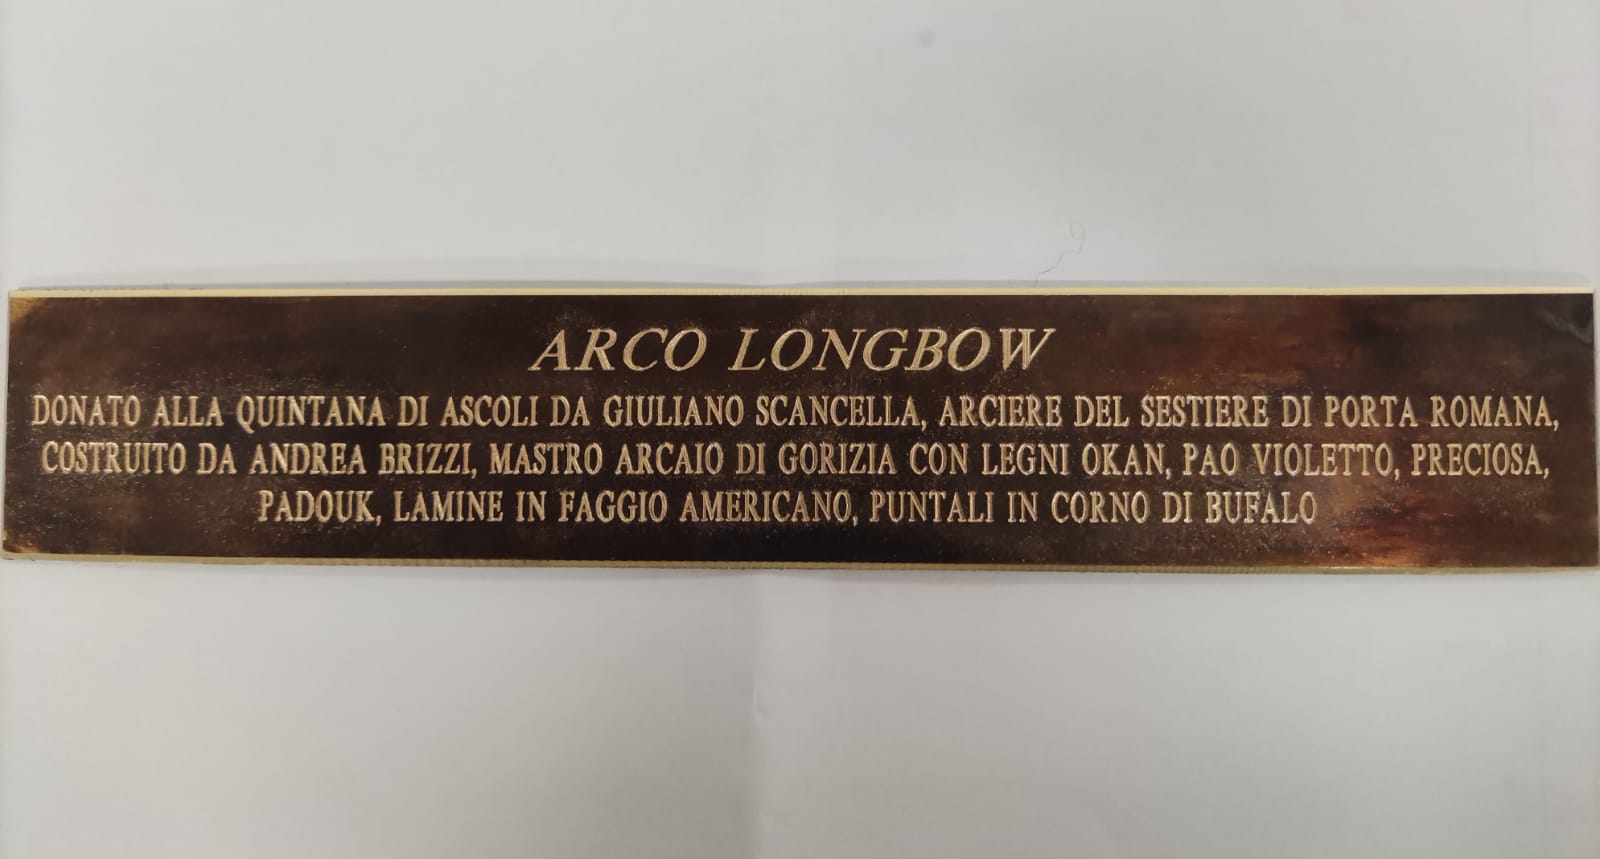 ARCO LONGBOW
DONATO ALLA QUINTANA DI ASCOLI DA GIULIANO SCANCELLA, ARCIERE DEL SESTIERE DI PORTA ROMANA,
COSTRUITO DA ANDREA BRIZZI, MASTRO ARCAIO DI GORIZIA CON LEGNI OKAN, PAO VIOLETTO, PRECIOSA,
PADOUK, LAMINE IN FAGGIO AMERICANO, PUNTALI IN CORNO DI BUFALO